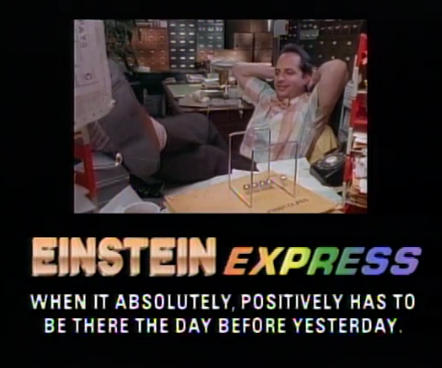 EINSTEIN EXPRESS
WHEN IT ABSOLUTELY, POSITIVELY HAS TO
BE THERE THE DAY BEFORE YESTERDAY.